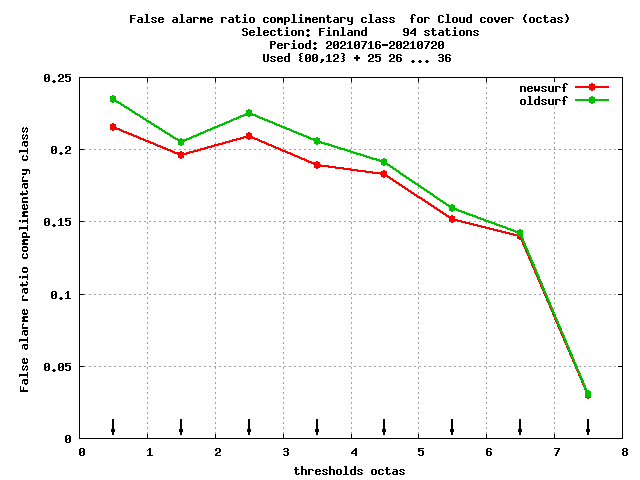 False alarme ratio complimentary class  for Cloud cover (octas)
Selection: Finland     94 stations
Period: 20210716-20210720
Used {00,12} + 25 26 ... 36
newsurf
oldsurf
False alarme ratio complimentary class
0.25
0.2
0.15
0.1
0.05
0
0 1 2 3 4 5 6 7 8
thresholds octas